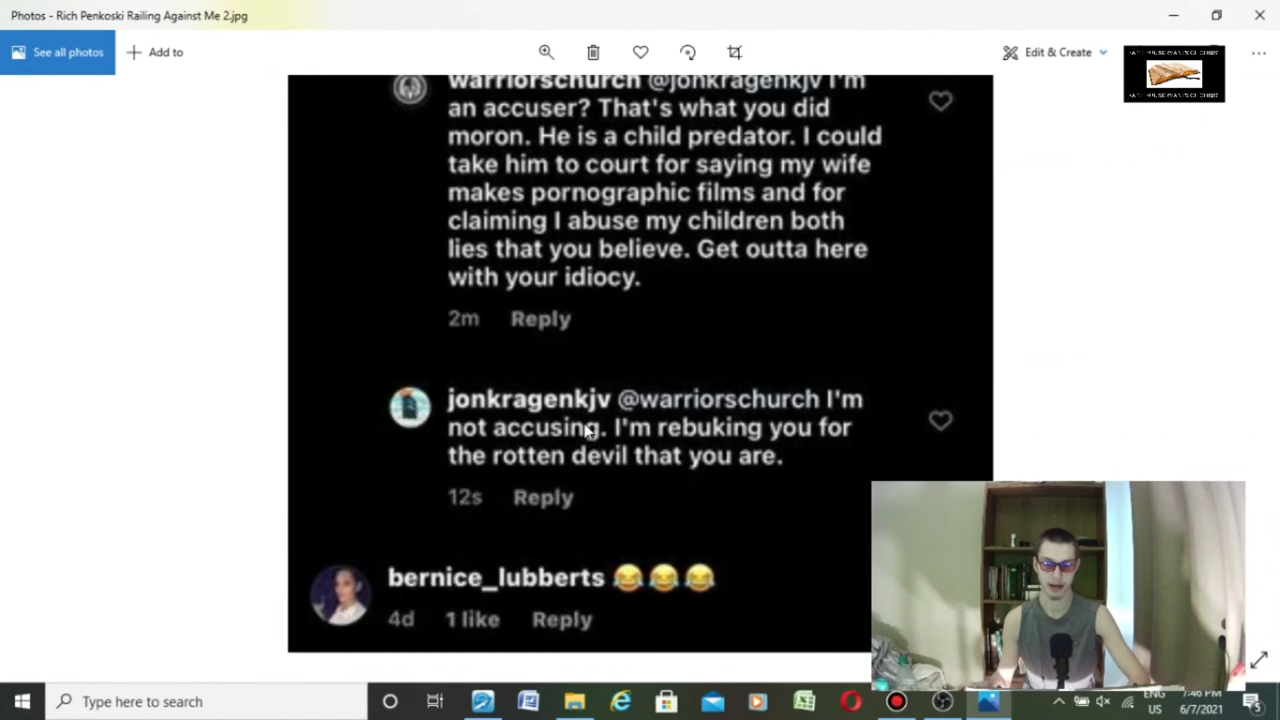 Photos - Rich Penkoski Railing Against Me 2.jpg
See all photos
Add to
Edit & Create
warriorschurch @jonkragenkjv I'm
an accuser? That's what you did
moron. He is a child predator. I could
take him to court for saying my wife
makes pornographic films and for
claiming I abuse my children both
lies that you believe. Get outta here
with your idiocy.
2m Reply
jonkragenkjv @warriorschurch I'm
not accusing. I'm rebuking you for
the rotten devil that you are.
12s Reply
bernice_lubberts 😂😂😂
4d 1 like Reply
Type here to search
ENG
US
7:46 PM
6/7/2021
5